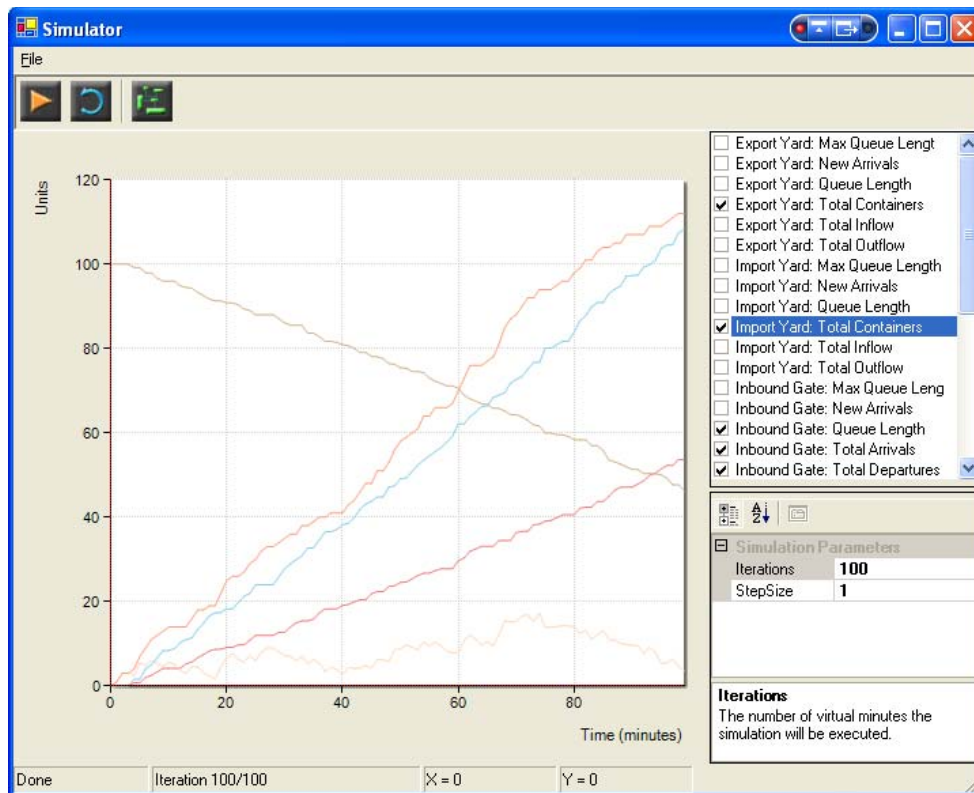 Simulator
File
Units
120
100
80
60
40
20
0
0
20
40
60
80
Time (minutes)
Export Yard: Max Queue Lengt
Export Yard: New Arrivals
Export Yard: Queue Length
Export Yard: Total Containers
Export Yard: Total Inflow
Export Yard: Total Outflow
Import Yard: Max Queue Length
Import Yard: New Arrivals
Import Yard: Queue Length
Import Yard: Total Containers
Import Yard: Total Inflow
Import Yard: Total Outflow
Inbound Gate: Max Queue Leng
Inbound Gate: New Arrivals
Inbound Gate: Queue Length
Inbound Gate: Total Arrivals
Inbound Gate: Total Departures
A
Z
Simulation Parameters
Iterations 100
StepSize 1
Iterations
The number of virtual minutes the
simulation will be executed.
Done Iteration 100/100 X = 0 Y = 0